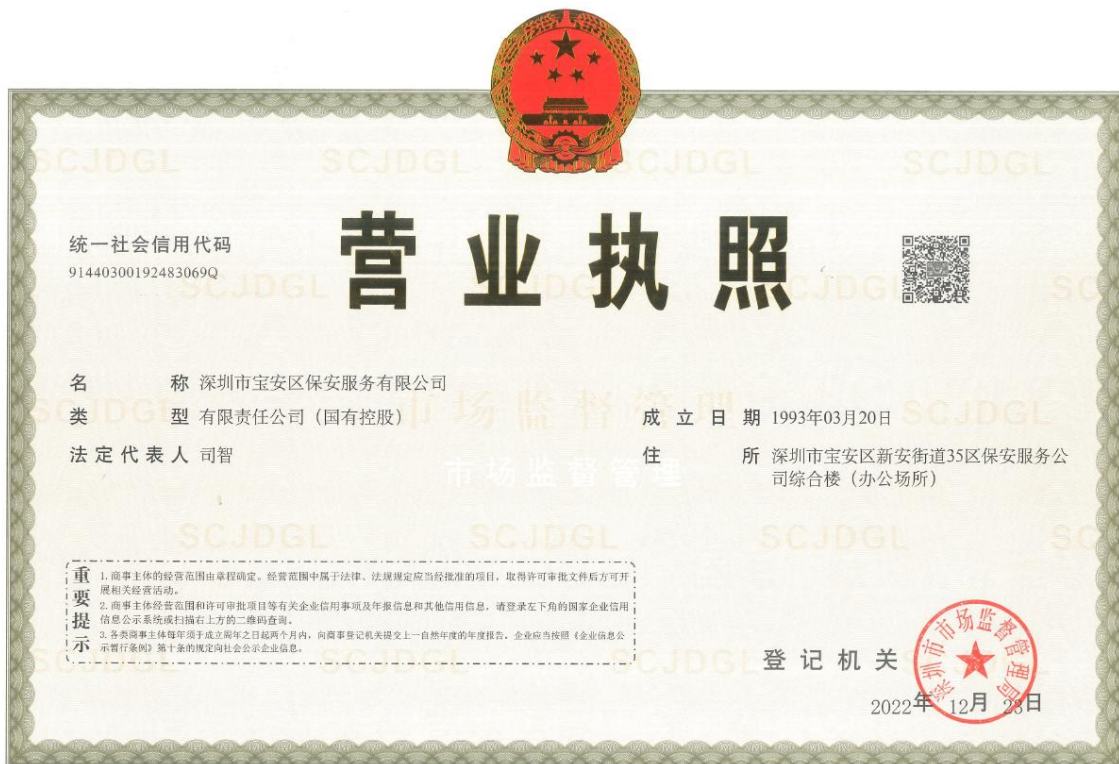 营业执照
统一社会信用代码
91440300192483069Q
名称 深圳市宝安区保安服务有限公司
类型 有限责任公司（国有控股）
法定代表人 司智
成立日期 1993年03月20日
住所 深圳市宝安区新安街道35区保安服务公
司综合楼（办公场所）
重要提示
1. 商事主体的经营范围由章程确定。经营范围中属于法律、法规规定应当经批准的项目，取得许可审批文件后方可开
展相关经营活动。
2. 商事主体经营范围和许可审批项目等有关企业信用事项及年报信息和其他信用信息，请登录左下角的国家企业信用
信息公示系统或扫描右上方的二维码查询。
3. 各类商事主体每年须于成立周年之日起两个月内，向商事登记机关提交上一自然年度的年度报告。企业应当按照《企业信息公
示暂行条例》第十条的规定向社会公示企业信息。
登记机关
深圳市市场监督管理局
2022年 12月 23日
SCJDGL
市场监督管理
市场监督管理